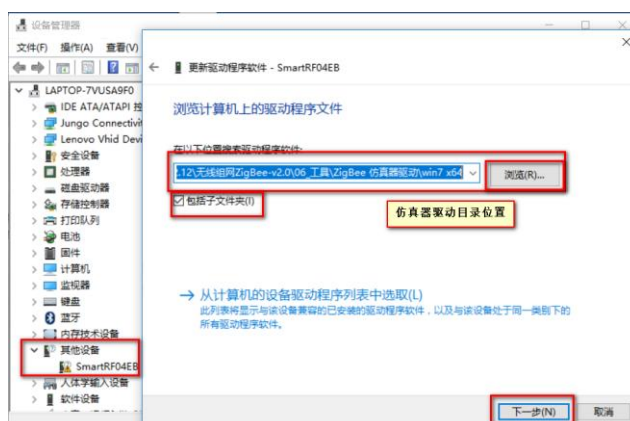 设备管理器
文件(F) 操作(A) 查看(V)
LAPTOP-7VUSA9F0
IDE ATA/ATAPI 控
Jungo Connectivity
Lenovo Vhid Devi
安全设备
处理器
磁盘驱动器
存储控制器
打印队列
电池
固件
计算机
监视器
键盘
蓝牙
内存技术设备
其他设备
SmartRF04EB
人体学输入设备
软件设备
更新驱动程序软件 - SmartRF04EB
浏览计算机上的驱动程序文件
在以下位置搜索驱动程序软件:
.12\无线组网ZigBee-v2.0\06_工具\ZigBee 仿真器驱动\win7 x64
浏览(R)...
包括子文件夹(I)
仿真器驱动目录位置
从计算机的设备驱动程序列表中选取(L)
此列表将显示与该设备兼容的已安装的驱动程序软件，以及与该设备处于同一类别下的
所有驱动程序软件。
下一步(N) 取消